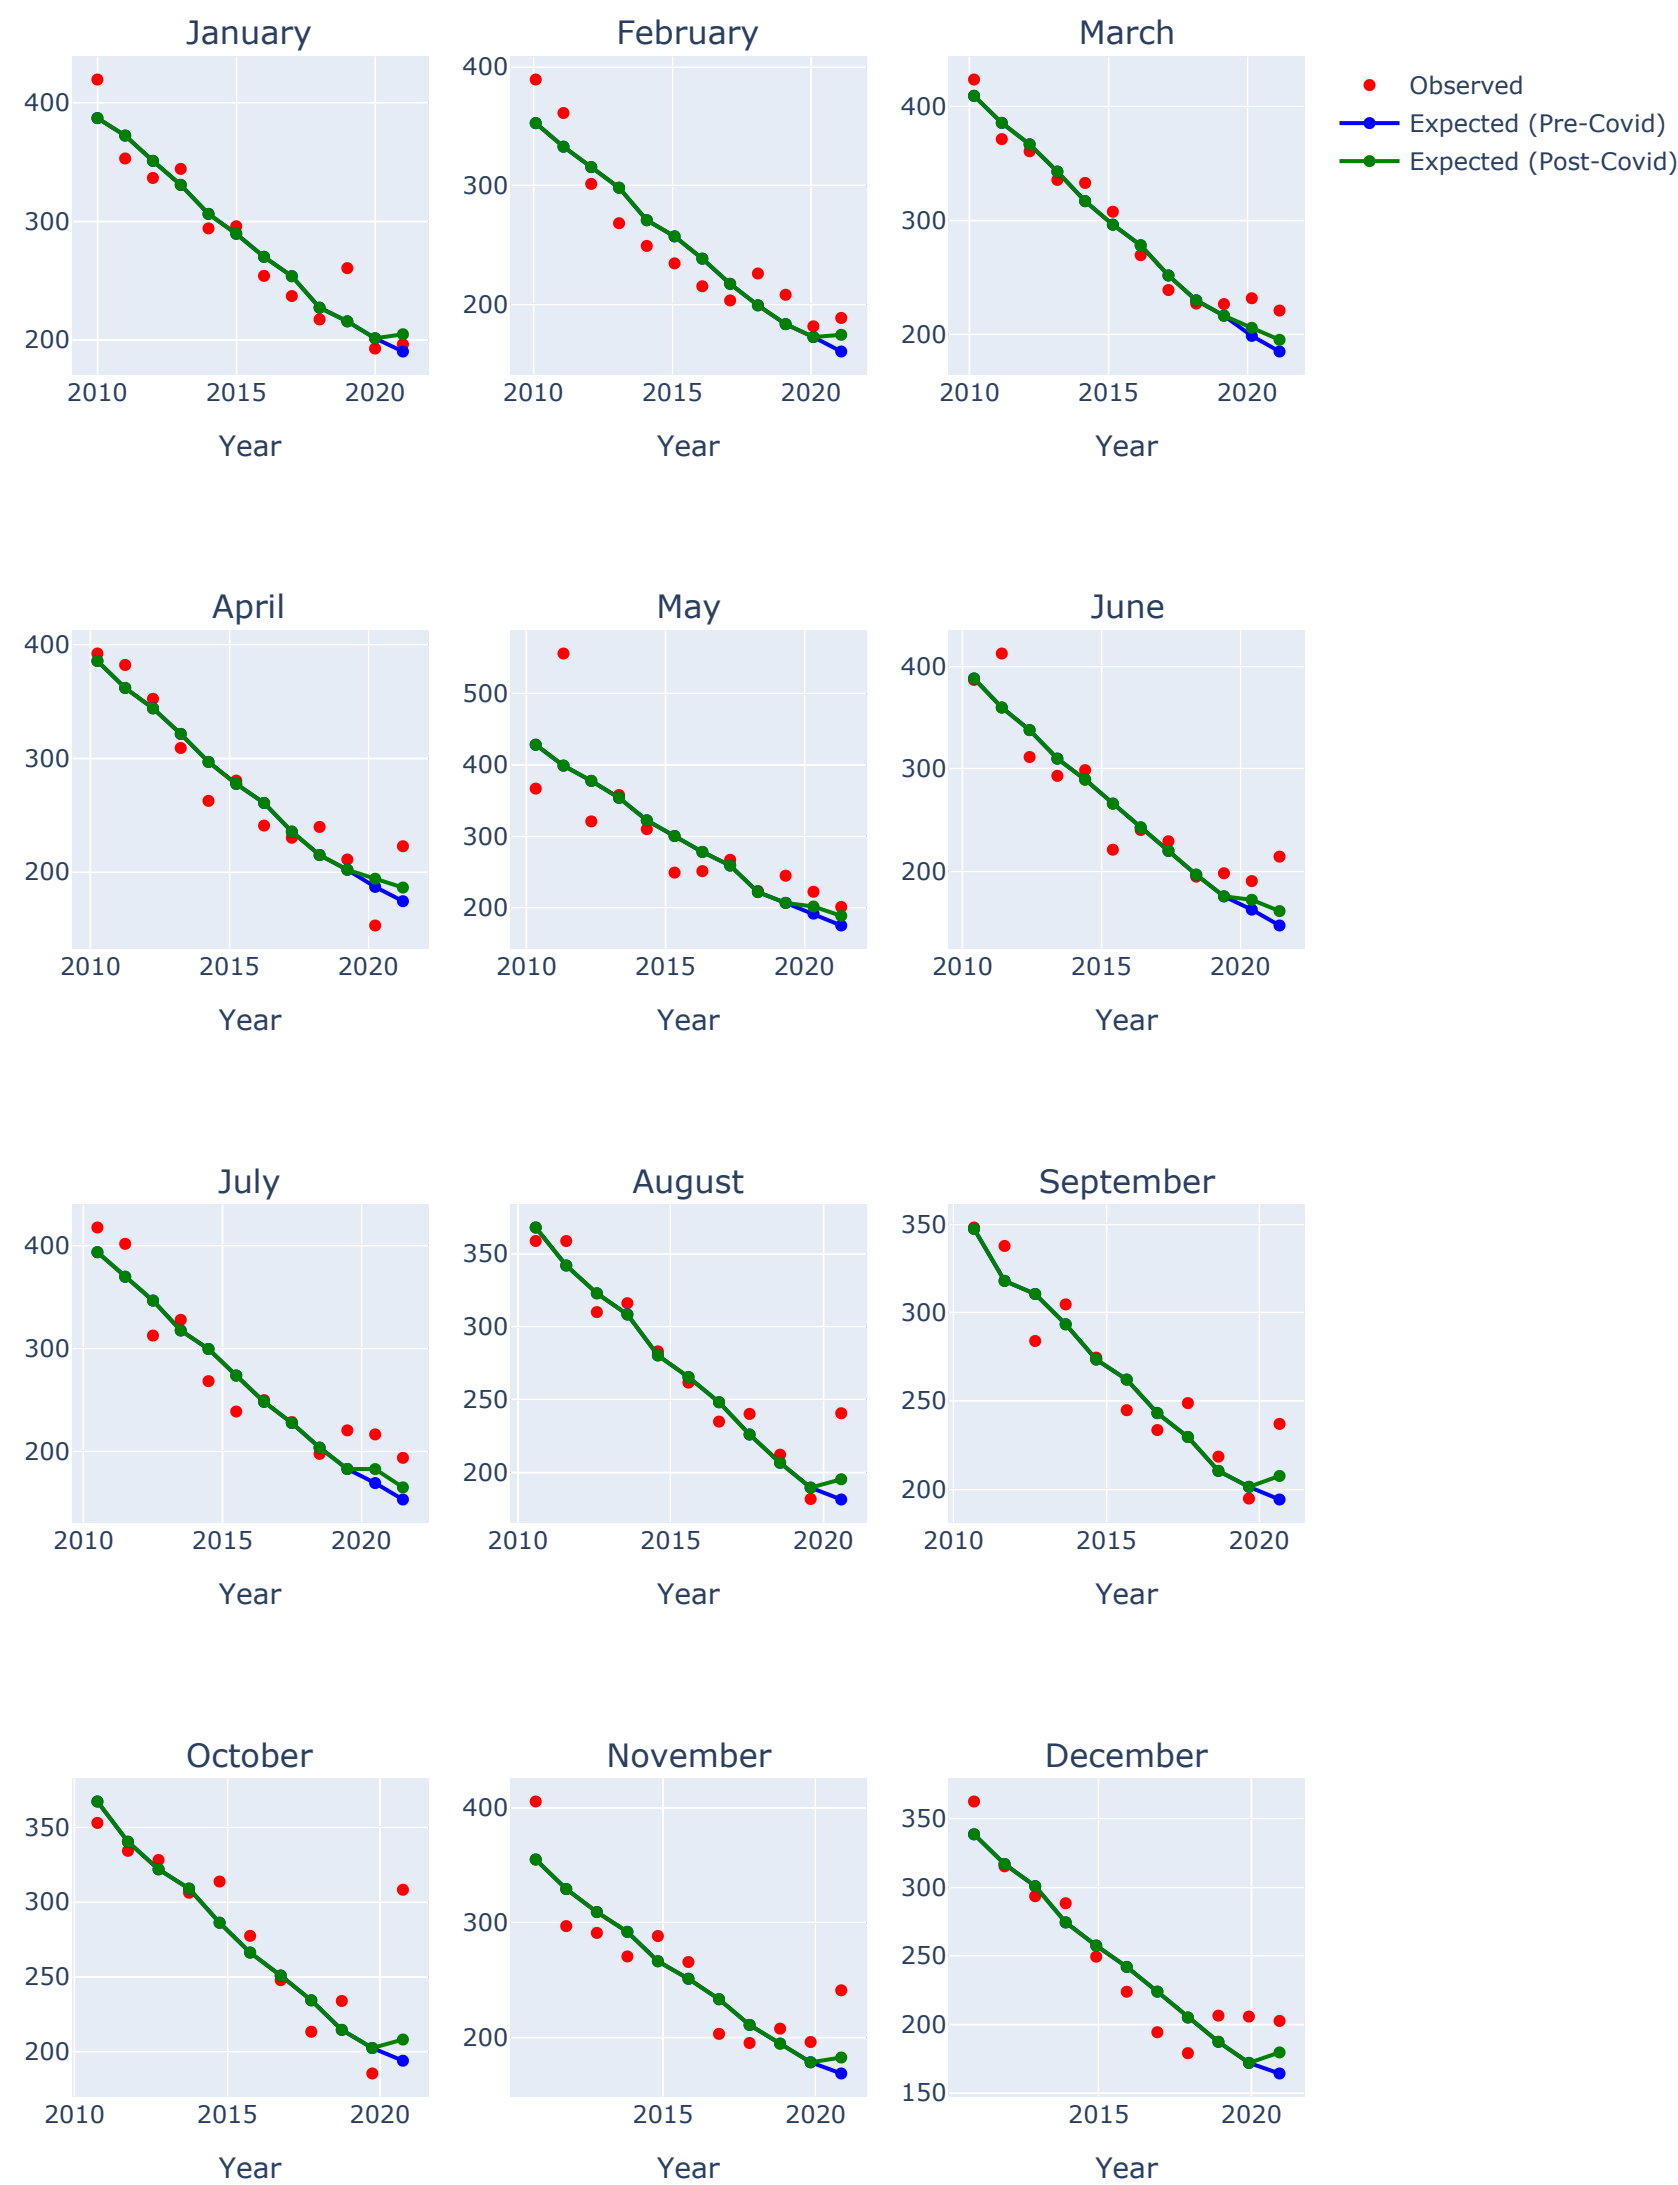 January February March
Observed
Expected (Pre-Covid)
Expected (Post-Covid)
400 400 400
300 300 300
200 200 200
2010 2015 2020 2010 2015 2020 2010 2015 2020
Year Year Year
April May June
400 500 400
300 400 300
200 300 200
200
2010 2015 2020 2010 2015 2020 2010 2015 2020
Year Year Year
July August September
400 350 350
300 300 300
200 250 250
200 200
2010 2015 2020 2010 2015 2020 2010 2015 2020
Year Year Year
October November December
350 400 350
300 300 300
250 200 250
200 200
150
2010 2015 2020 2015 2020 2015 2020
Year Year Year